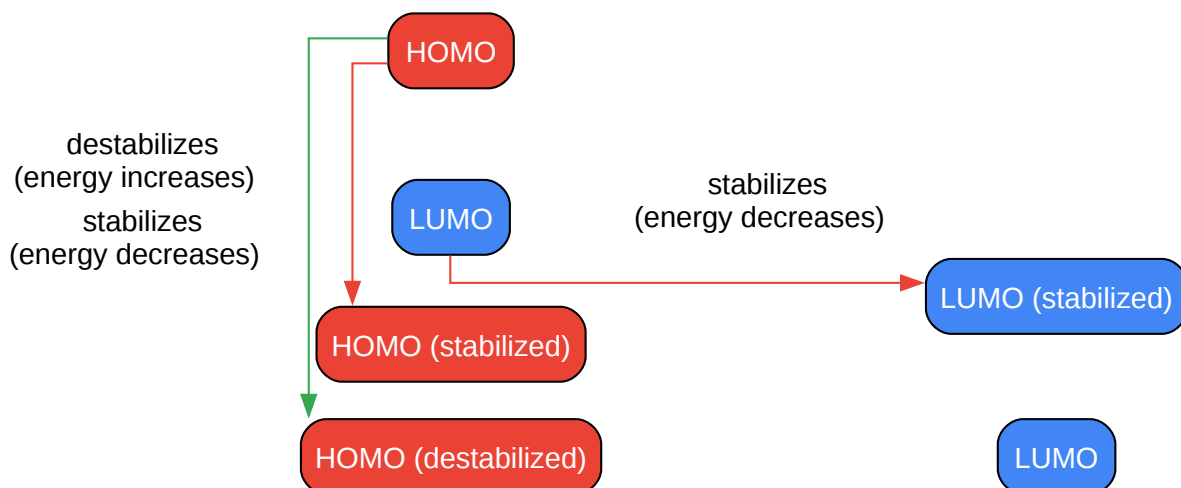 HOMO
destabilizes
(energy increases)
stabilizes
(energy decreases)
LUMO
stabilizes
(energy decreases)
LUMO (stabilized)
HOMO (stabilized)
HOMO (destabilized)
LUMO